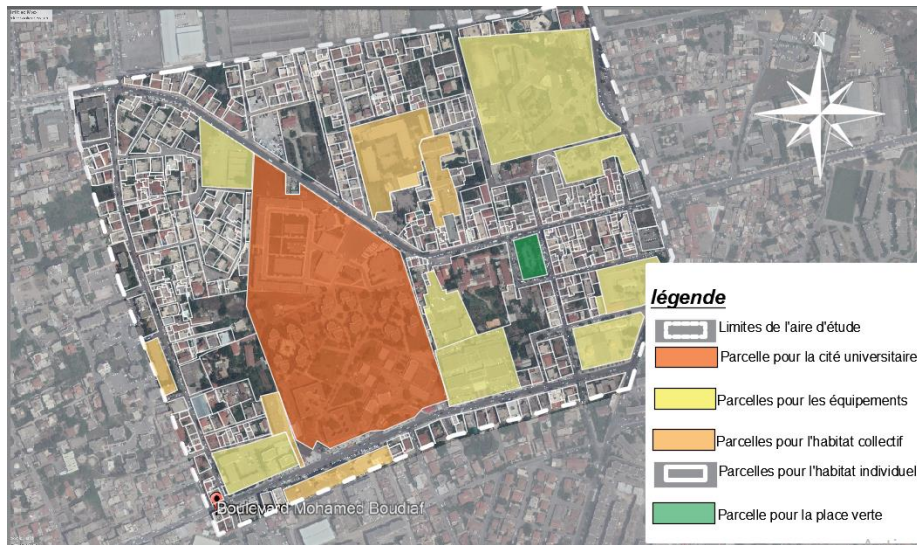 N
légende
Limites de l'aire d'étude
Parcelle pour la cité universitaire
Parcelles pour les équipements
Parcelles pour l'habitat collectif
Parcelles pour l'habitat individuel
Parcelle pour la place verte
Boulevard Mohamed Boudiaf